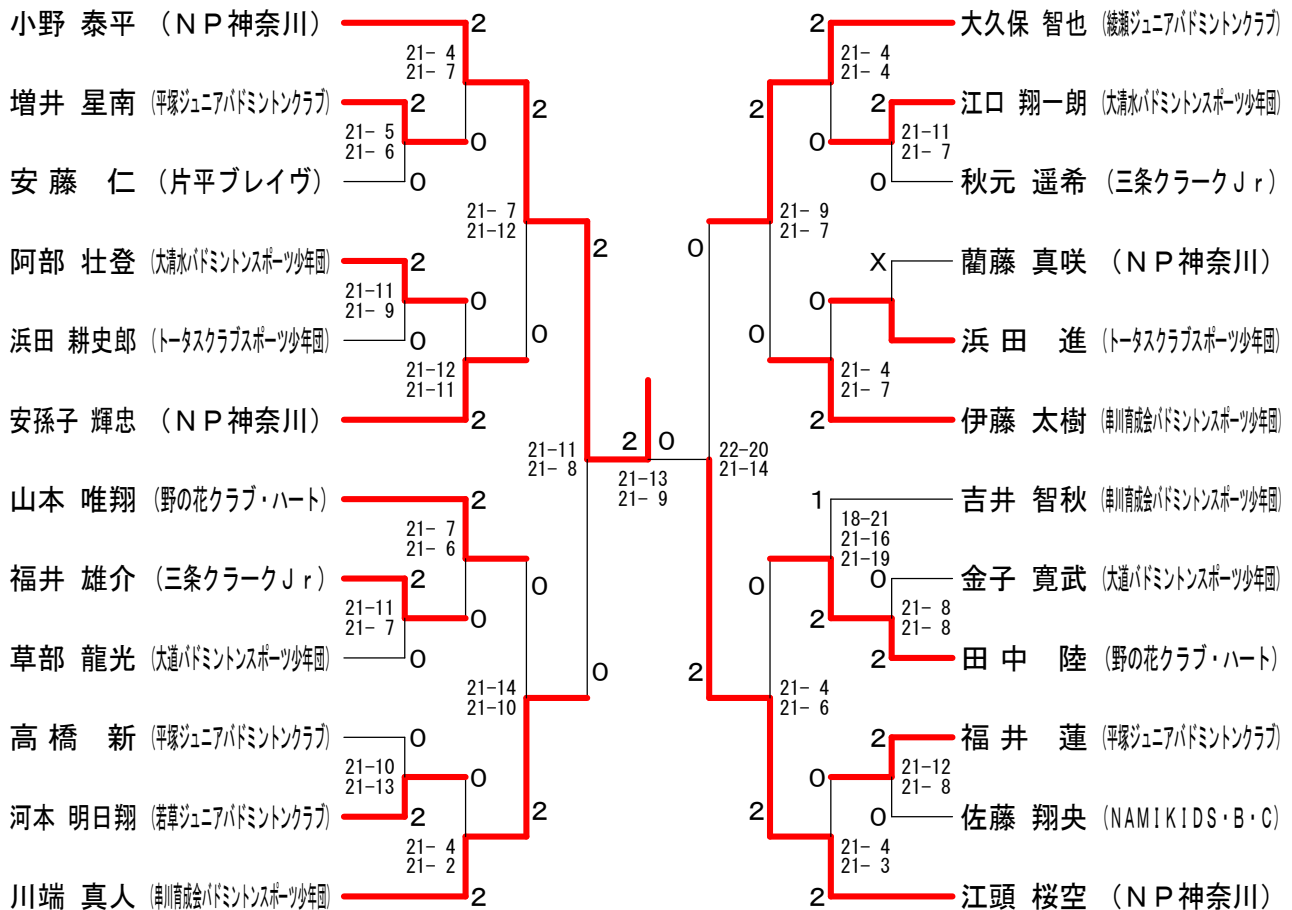 小野 泰平 (ＮＰ神奈川) 2
21- 4
21- 7
増井 星南 (平塚ジュニアバドミントンクラブ) 2
2
21- 5
21- 6
0
安藤 仁 (片平ブレイヴ) 0
21- 7
21-12
2
阿部 壮登 (大清水バドミントンスポーツ少年団) 2
21-11
21- 9
0
浜田 耕史郎 (トータスクラブスポーツ少年団) 0
0
21-12
21-11
安孫子 輝忠 (ＮＰ神奈川) 2
21-11
21- 8
2 0
21-13
21- 9
山本 唯翔 (野の花クラブ・ハート) 2
21- 7
21- 6
福井 雄介 (三条クラークＪｒ) 2
0
21-11
21- 7
0
草部 龍光 (大道バドミントンスポーツ少年団) 0
0
21-14
21-10
高橋 新 (平塚ジュニアバドミントンクラブ) 0
21-10
21-13
0
河本 明日翔 (若草ジュニアバドミントンクラブ) 2
2
21- 4
21- 2
川端 真人 (串川育成会バドミントンスポーツ少年団) 2
2 大久保 智也 (綾瀬ジュニアバドミントンクラブ)
21- 4
21- 4
2
2 江口 翔一朗 (大清水バドミントンスポーツ少年団)
0
21-11
21- 7
0 秋元 遥希 (三条クラークＪｒ)
21- 9
21- 7
0
X 藺藤 真咲 (ＮＰ神奈川)
0
0
浜田 進 (トータスクラブスポーツ少年団)
21- 4
21- 7
2 伊藤 太樹 (串川育成会バドミントンスポーツ少年団)
22-20
21-14
1 吉井 智秋 (串川育成会バドミントンスポーツ少年団)
18-21
21-16
21-19
0
0 金子 寛武 (大道バドミントンスポーツ少年団)
2
21- 8
21- 8
2 田中 陸 (野の花クラブ・ハート)
2
21- 4
21- 6
2 福井 蓮 (平塚ジュニアバドミントンクラブ)
0
21-12
21- 8
2
0 佐藤 翔央 (NAMIKIDS・B・C)
21- 4
21- 3
2 江頭 桜空 (ＮＰ神奈川)